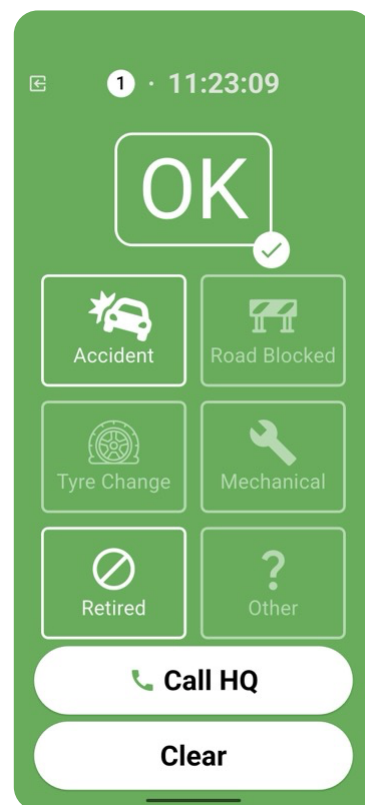 1 · 11:23:09
OK
Accident
Road Blocked
Tyre Change
Mechanical
Retired
? Other
Call HQ
Clear